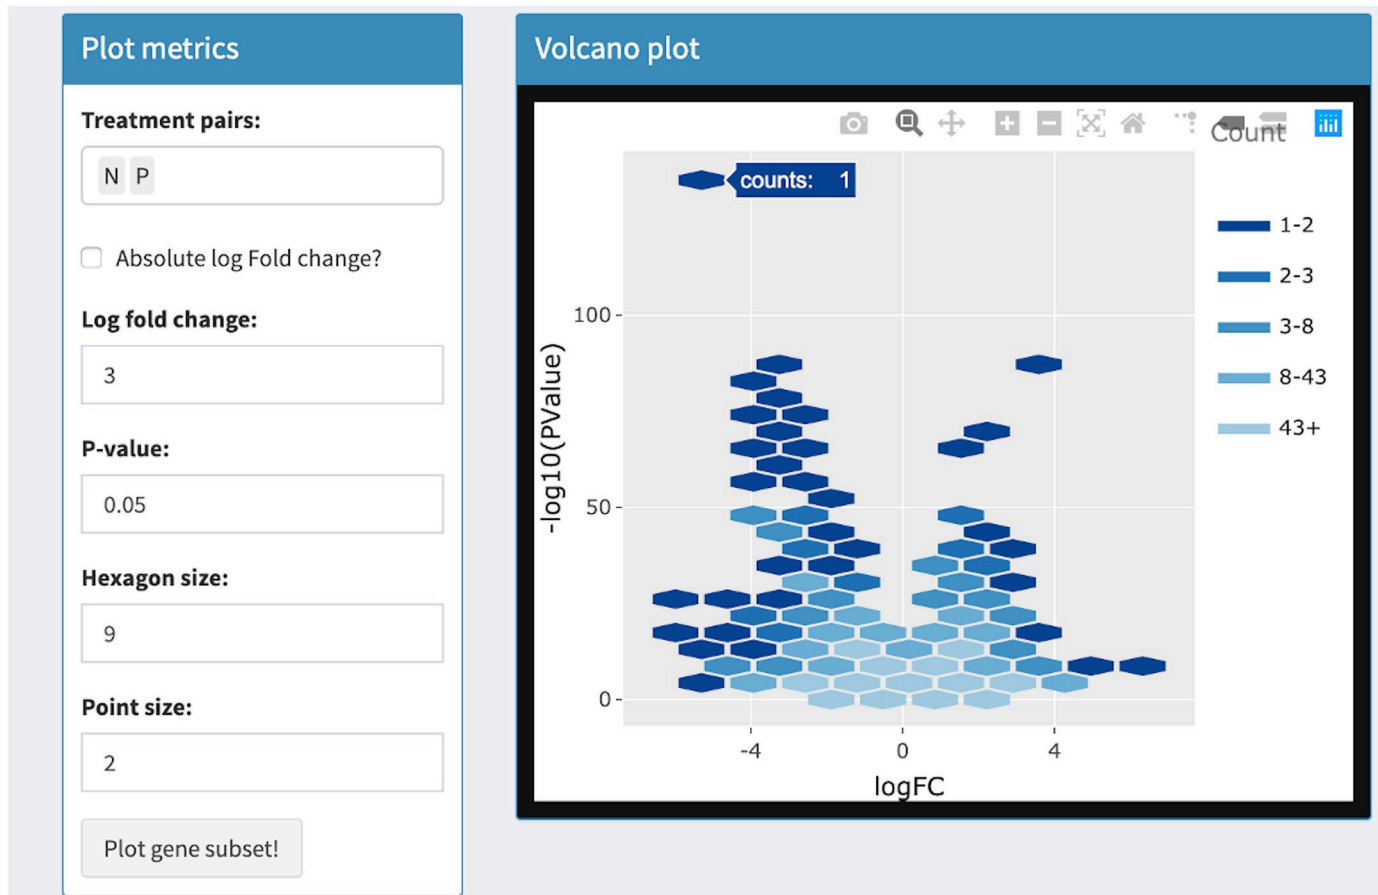 Plot metrics
Treatment pairs:
N P
Absolute log Fold change?
Log fold change:
3
P-value:
0.05
Hexagon size:
9
Point size:
2
Plot gene subset!
Volcano plot
Count
counts: 1
1-2
2-3
3-8
8-43
43+
100
50
0
-log10(PValue)
-4 0 4
logFC